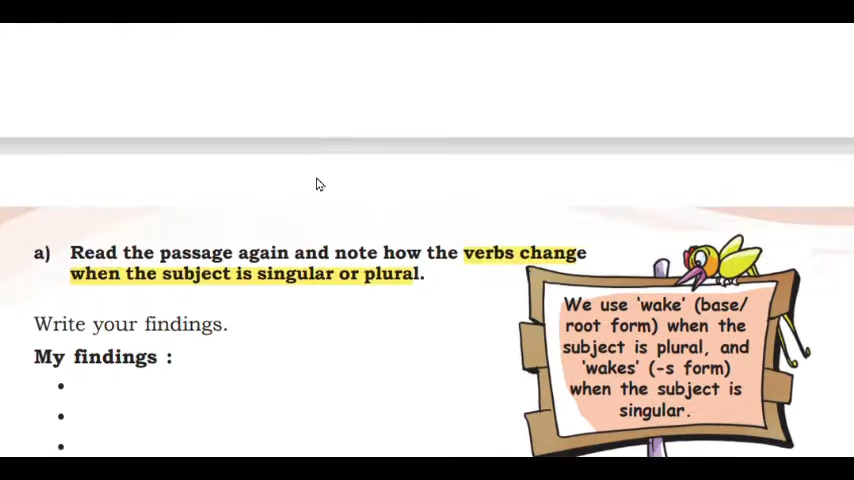 a) Read the passage again and note how the verbs change
when the subject is singular or plural.
Write your findings.
My findings :
•
•
•
We use 'wake' (base/
root form) when the
subject is plural, and
'wakes' (-s form)
when the subject is
singular.